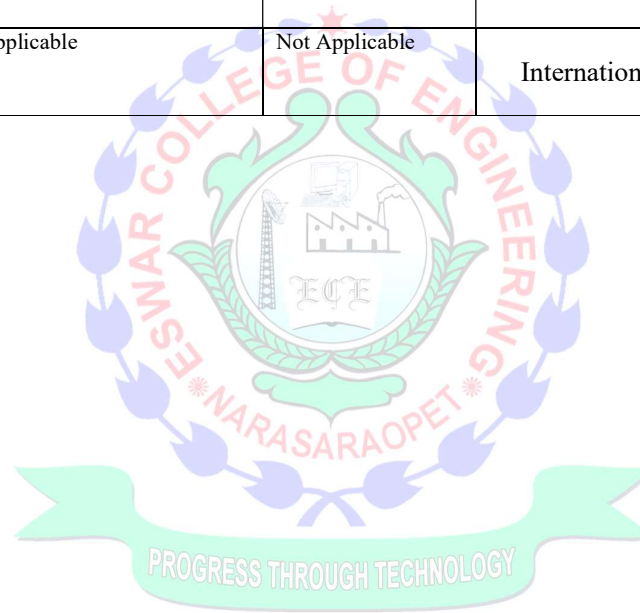 pplicable
Not Applicable
Internation
ESWAR COLLEGE OF ENGINEERING
ECE
NARASARAOPET
PROGRESS THROUGH TECHNOLOGY